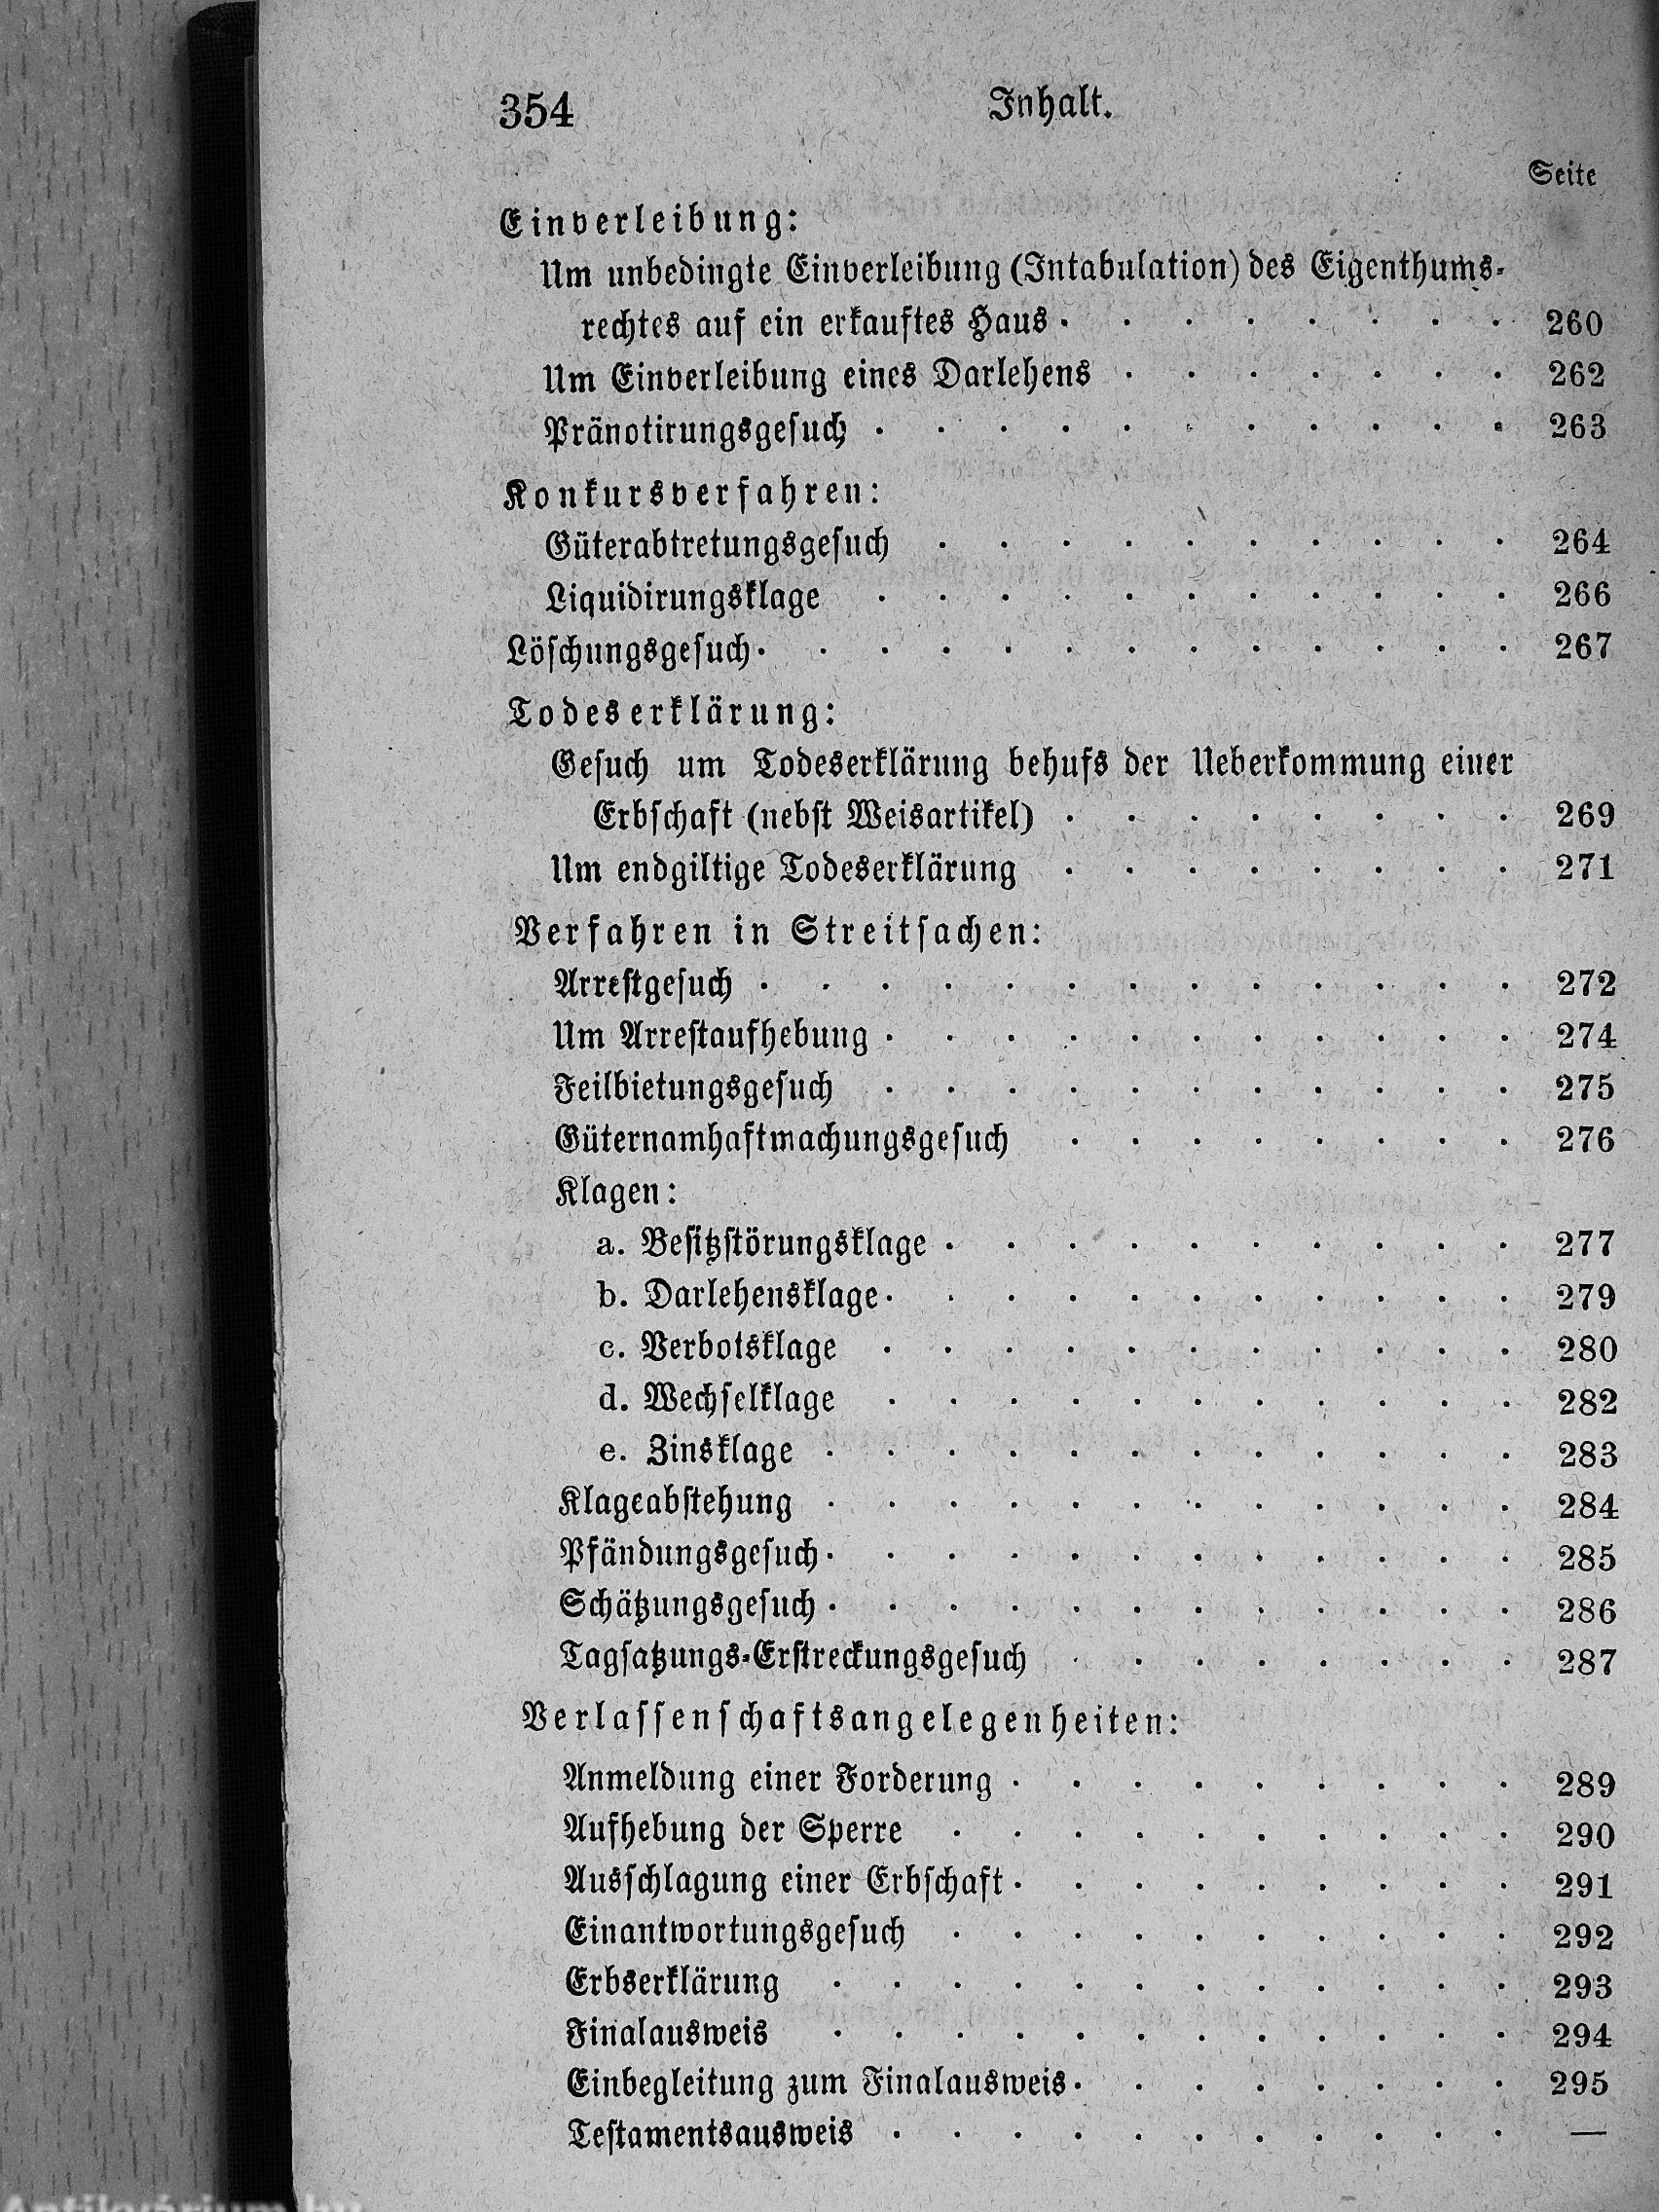 354 Inhalt.
Seite
Einverleibung:
Um unbedingte Einverleibung (Intabulation) des Eigenthums-
rechtes auf ein erkauftes Haus . . . . . . . . 260
Um Einverleibung eines Darlehens . . . . . . . 262
Pränotirungsgesuch . . . . . . . . . . . 263
Konkursverfahren:
Güterabtretungsgesuch . . . . . . . . . . 264
Liquidirungsklage . . . . . . . . . . . 266
Löschungsgesuch . . . . . . . . . . . . . 267
Todeserklärung:
Gesuch um Todeserklärung behufs der Ueberkommung einer
Erbschaft (nebst Weisartikel) . . . . . . . . 269
Um endgiltige Todeserklärung . . . . . . . . 271
Verfahren in Streitsachen:
Arrestgesuch . . . . . . . . . . . . . 272
Um Arrestaufhebung . . . . . . . . . . . 274
Feilbietungsgesuch . . . . . . . . . . . 275
Güternamhaftmachungsgesuch . . . . . . . . 276
Klagen:
a. Besitzstörungsklage . . . . . . . . . . 277
b. Darlehensklage . . . . . . . . . . . 279
c. Verbotsklage . . . . . . . . . . . 280
d. Wechselklage . . . . . . . . . . . 282
e. Zinsklage . . . . . . . . . . . . 283
Klageabstehung . . . . . . . . . . . . 284
Pfändungsgesuch . . . . . . . . . . . . 285
Schätzungsgesuch . . . . . . . . . . . . 286
Tagsatzungs-Erstreckungsgesuch . . . . . . . . 287
Verlassenschaftsangelegenheiten:
Anmeldung einer Forderung . . . . . . . . . 289
Aufhebung der Sperre . . . . . . . . . . 290
Ausschlagung einer Erbschaft . . . . . . . . . 291
Einantwortungsgesuch . . . . . . . . . . 292
Erbserklärung . . . . . . . . . . . . 293
Finalausweis . . . . . . . . . . . . 294
Einbegleitung zum Finalausweis . . . . . . . . 295
Testamentsausweis . . . . . . . . . . . —